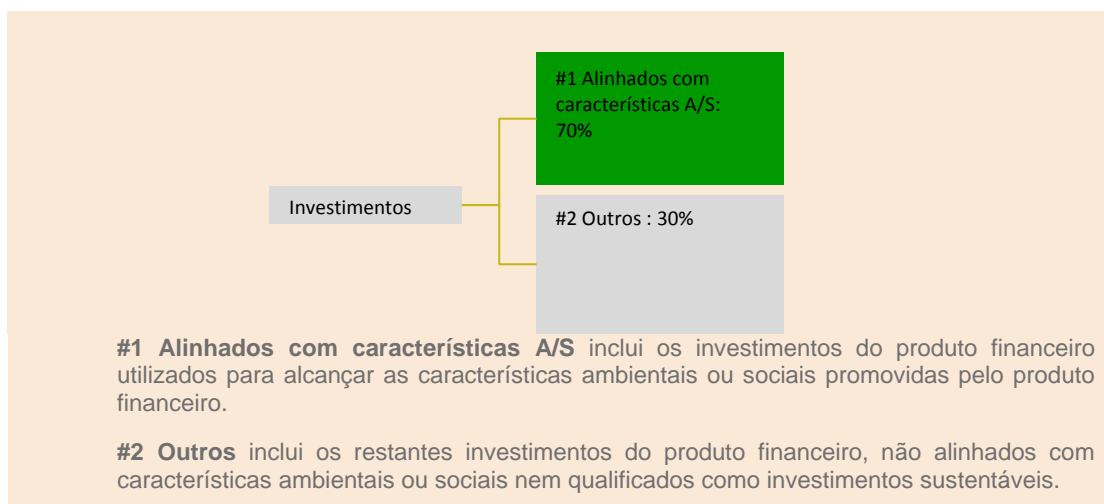 #1 Alinhados com
características A/S:
70%
Investimentos
#2 Outros : 30%
#1 Alinhados com características A/S inclui os investimentos do produto financeiro
utilizados para alcançar as características ambientais ou sociais promovidas pelo produto
financeiro.
#2 Outros inclui os restantes investimentos do produto financeiro, não alinhados com
características ambientais ou sociais nem qualificados como investimentos sustentáveis.